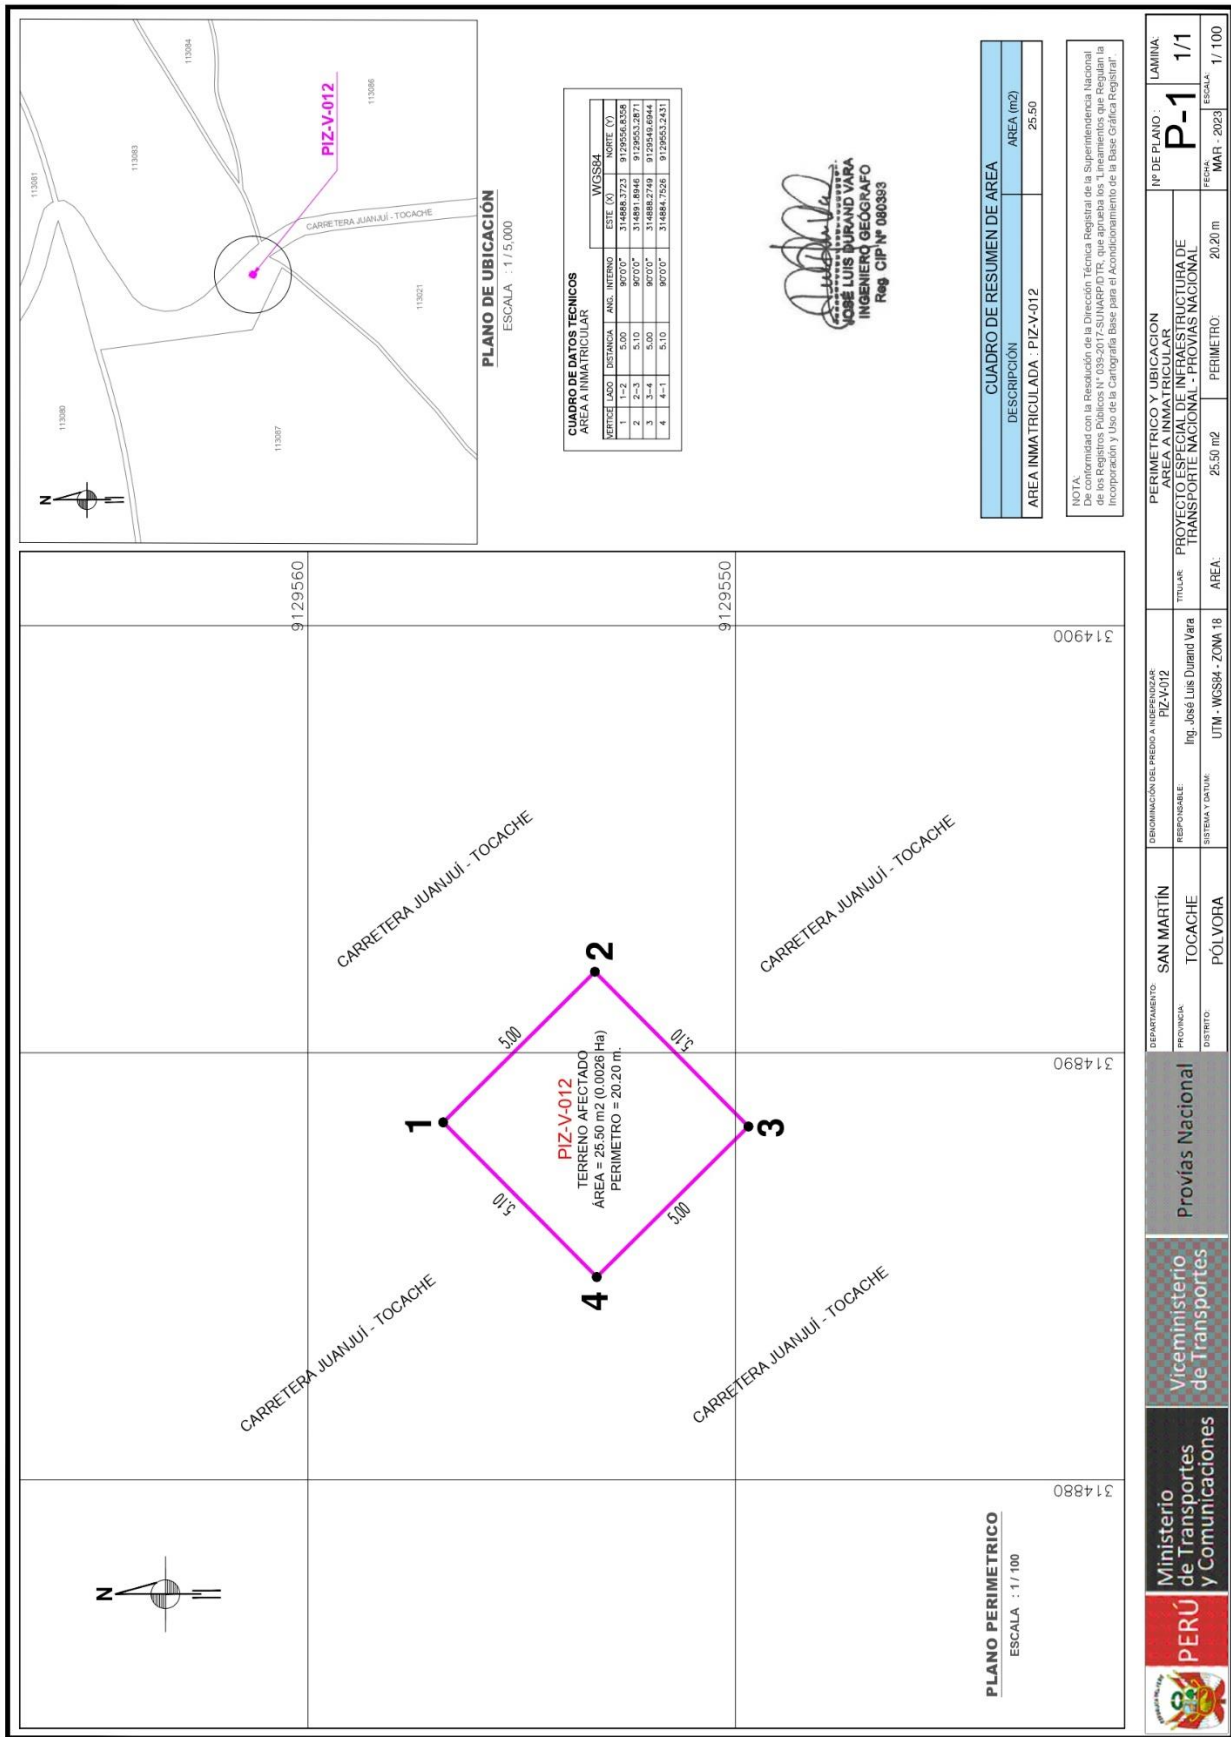 N
9129560
9129550
314880
314890
314900
CARRETERA JUANJUÍ - TOCACHE
CARRETERA JUANJUÍ - TOCACHE
CARRETERA JUANJUÍ - TOCACHE
CARRETERA JUANJUÍ - TOCACHE
1
2
3
4
5.00
5.10
5.00
5.10
PIZ-V-012
TERRENO AFECTADO
ÁREA = 25.50 m2 (0.0026 Ha)
PERIMETRO = 20.20 m.
PLANO PERIMETRICO
ESCALA : 1 / 100
N
113080
113081
113083
113084
113086
113087
113021
CARRETERA JUANJUÍ - TOCACHE
PIZ-V-012
PLANO DE UBICACIÓN
ESCALA : 1 / 5,000
CUADRO DE DATOS TECNICOS
AREA A INMATRICULAR
WGS84
VERTICE LADO DISTANCIA ANG. INTERNO ESTE (X) NORTE (Y)
1 1-2 5.00 90°0'0" 314888.3723 9129556.8358
2 2-3 5.10 90°0'0" 314891.8946 9129553.2871
3 3-4 5.00 90°0'0" 314888.2749 9129549.6944
4 4-1 5.10 90°0'0" 314884.7526 9129553.2431
JOSÉ LUIS DURAND VARA
INGENIERO GEÓGRAFO
Reg. CIP Nº 080393
CUADRO DE RESUMEN DE AREA
DESCRIPCIÓN AREA (m2)
AREA INMATRICULADA : PIZ-V-012 25.50
NOTA:
De conformidad con la Resolución de la Dirección Técnica Registral de la Superintendencia Nacional
de los Registros Públicos N° 039-2017-SUNARP/DTR, que aprueba los "Lineamientos que Regulan la
Incorporación y Uso de la Cartografía Base para el Acondicionamiento de la Base Gráfica Registral".
PERÚ
Ministerio
de Transportes
y Comunicaciones
Viceministerio
de Transportes
Provías Nacional
DEPARTAMENTO: SAN MARTÍN
PROVINCIA: TOCACHE
DISTRITO: PÓLVORA
DENOMINACIÓN DEL PREDIO A INDEPENDIZAR:
PIZ-V-012
RESPONSABLE: Ing. José Luis Durand Vara
SISTEMA Y DATUM: UTM - WGS84 - ZONA 18
PERIMETRICO Y UBICACION
AREA A INMATRICULAR
TITULAR: PROYECTO ESPECIAL DE INFRAESTRUCTURA DE
TRANSPORTE NACIONAL - PROVIAS NACIONAL
AREA: 25.50 m2 PERIMETRO: 20.20 m
Nº DE PLANO :
P-1
LAMINA:
1/1
FECHA: MAR - 2023
ESCALA: 1/ 100